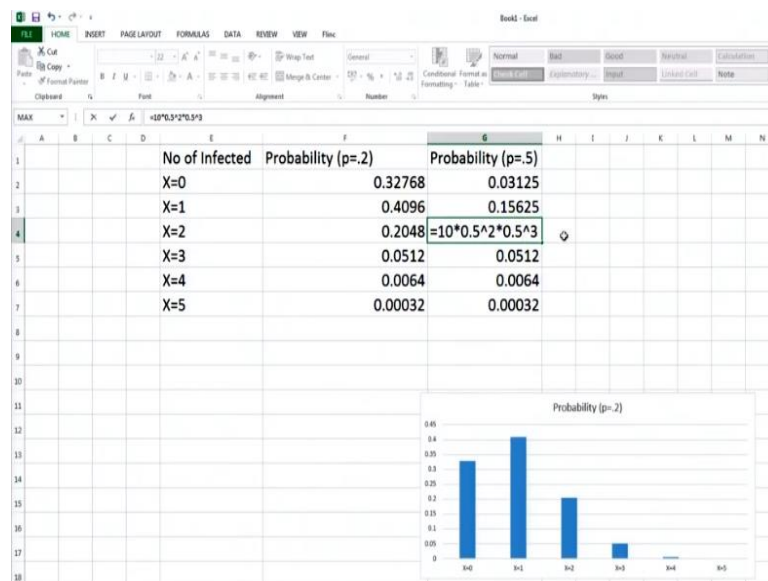 Book1 - Excel
FILE HOME INSERT PAGE LAYOUT FORMULAS DATA REVIEW VIEW Flinc
Cut
Copy
Paste Format Painter
Clipboard Font Alignment Number Styles
22
Wrap Text
Merge & Center
General
Conditional Formatting Format as Table
Normal Bad Good Neutral Calculation
Check Cell Explanatory ... Input Linked Cell Note
MAX fx =10*0.5^2*0.5^3
A B C D E F G H I J K L M N
1 No of Infected Probability (p=.2) Probability (p=.5)
2 X=0 0.32768 0.03125
3 X=1 0.4096 0.15625
4 X=2 0.2048 =10*0.5^2*0.5^3
5 X=3 0.0512 0.0512
6 X=4 0.0064 0.0064
7 X=5 0.00032 0.00032
8
9
10
11
12
13
14
15
16
17
18
Probability (p=.2)
0.45
0.4
0.35
0.3
0.25
0.2
0.15
0.1
0.05
0
X=0 X=1 X=2 X=3 X=4 X=5